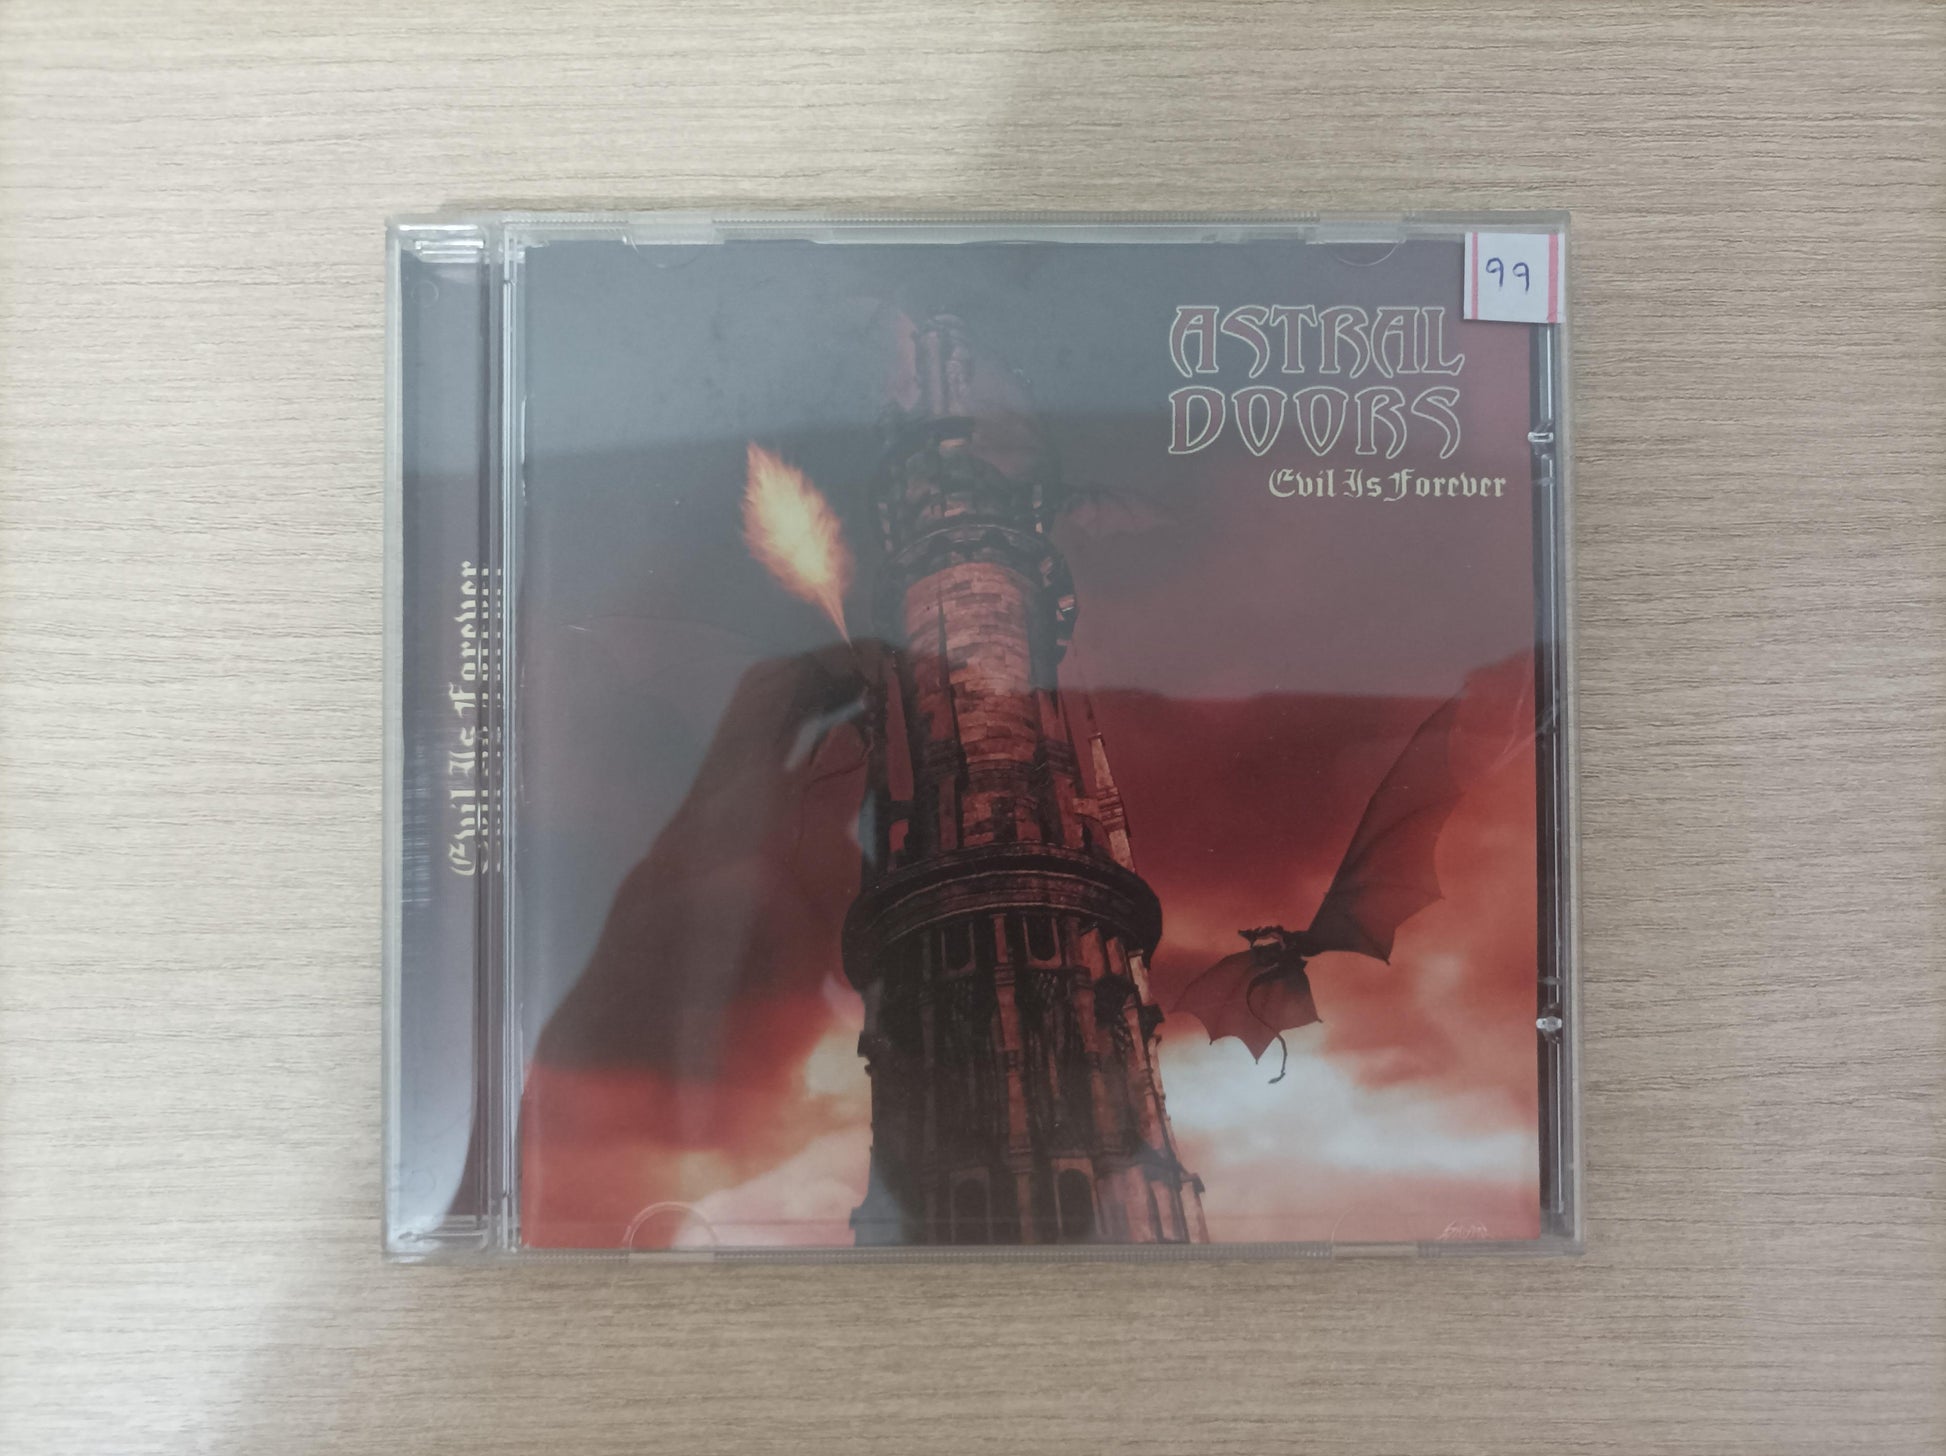 99
ASTRAL
DOORS
Evil Is Forever
Evil Is Forever